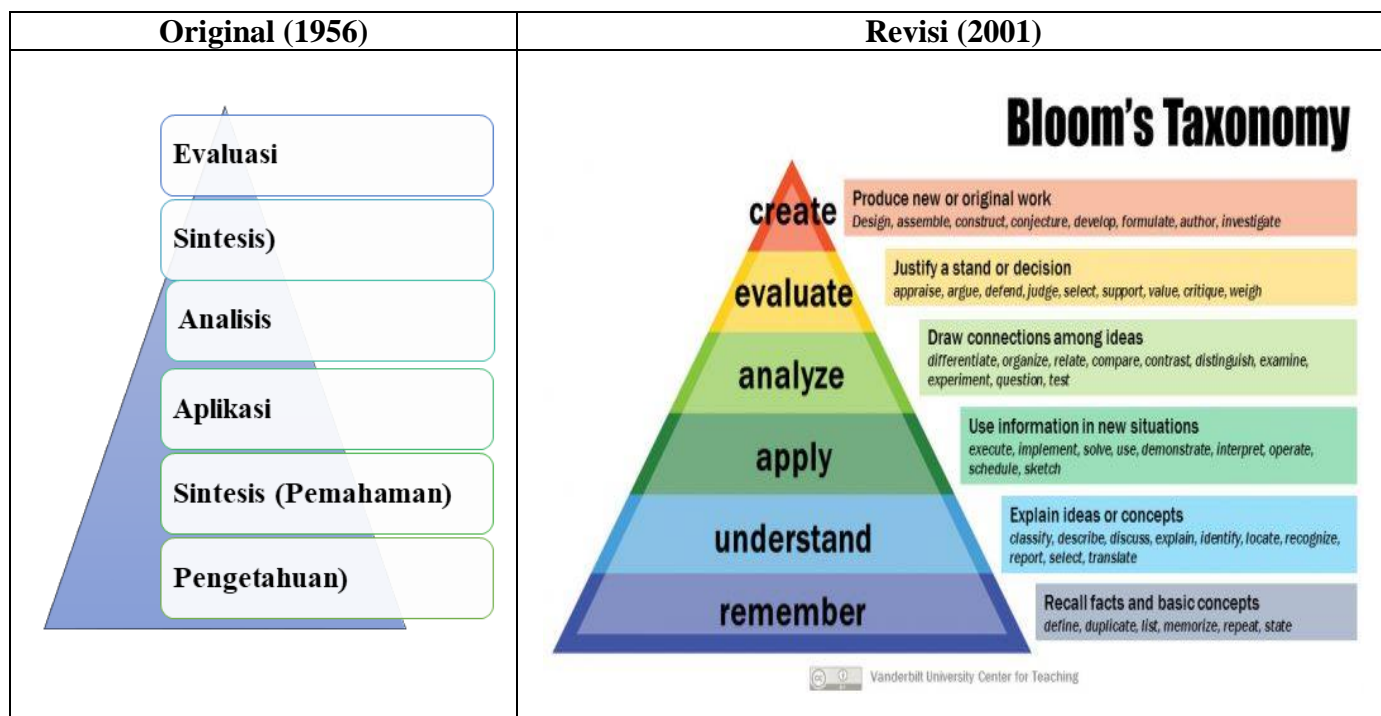 Original (1956)
Revisi (2001)
Evaluasi
Sintesis)
Analisis
Aplikasi
Sintesis (Pemahaman)
Pengetahuan)
Bloom's Taxonomy
create
Produce new or original work
Design, assemble, construct, conjecture, develop, formulate, author, investigate
evaluate
Justify a stand or decision
appraise, argue, defend, judge, select, support, value, critique, weigh
analyze
Draw connections among ideas
differentiate, organize, relate, compare, contrast, distinguish, examine,
experiment, question, test
apply
Use information in new situations
execute, implement, solve, use, demonstrate, interpret, operate,
schedule, sketch
understand
Explain ideas or concepts
classify, describe, discuss, explain, identify, locate, recognize,
report, select, translate
remember
Recall facts and basic concepts
define, duplicate, list, memorize, repeat, state
cc
Vanderbilt University Center for Teaching